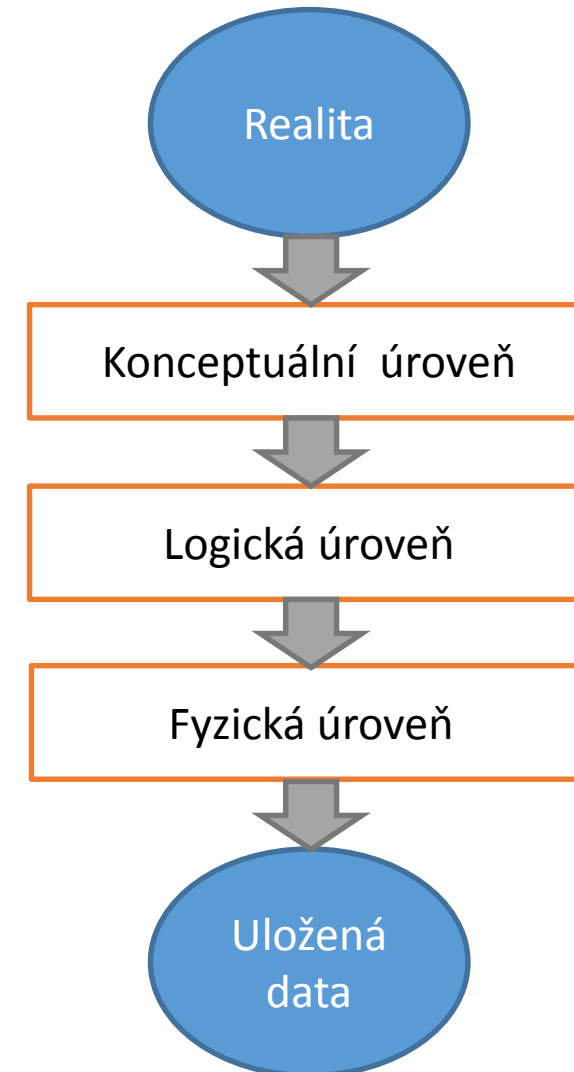 Realita
Konceptuální úroveň
Logická úroveň
Fyzická úroveň
Uložená
data